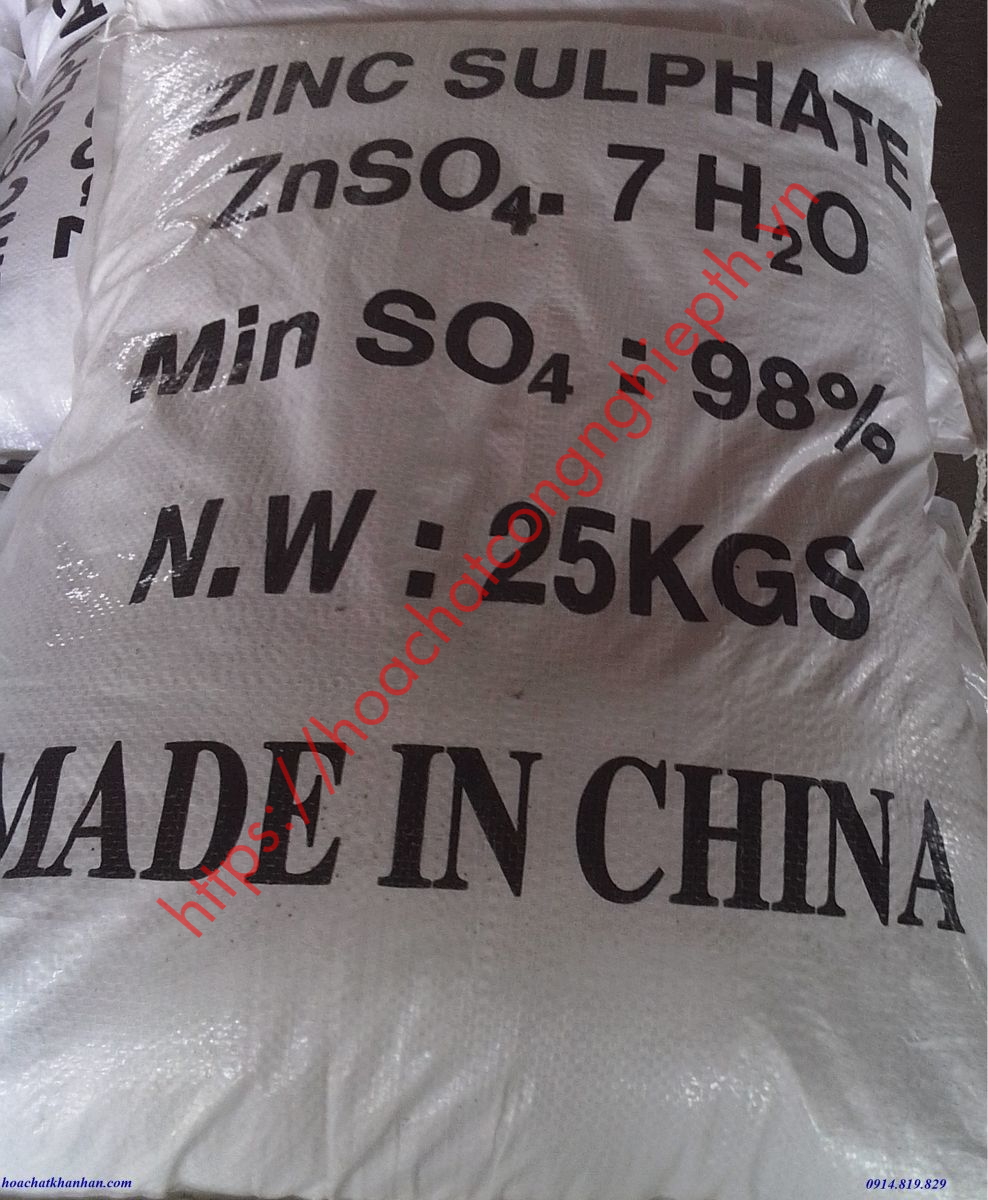 ZINC SULPHATE
ZnSO₄. 7 H₂O
Min SO₄ : 98%
N.W : 25KGS
MADE IN CHINA
https://hoachatcongnghiepth.vn
hoachatkhanhan.com
0914.819.829